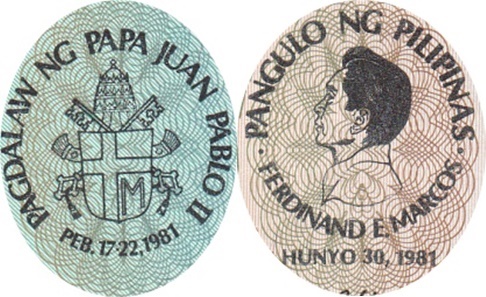 PAGDALAW NG PAPA JUAN PABLO II
M
PEB. 17-22, 1981
PANGULO NG PILIPINAS
FERDINAND E. MARCOS
HUNYO 30, 1981